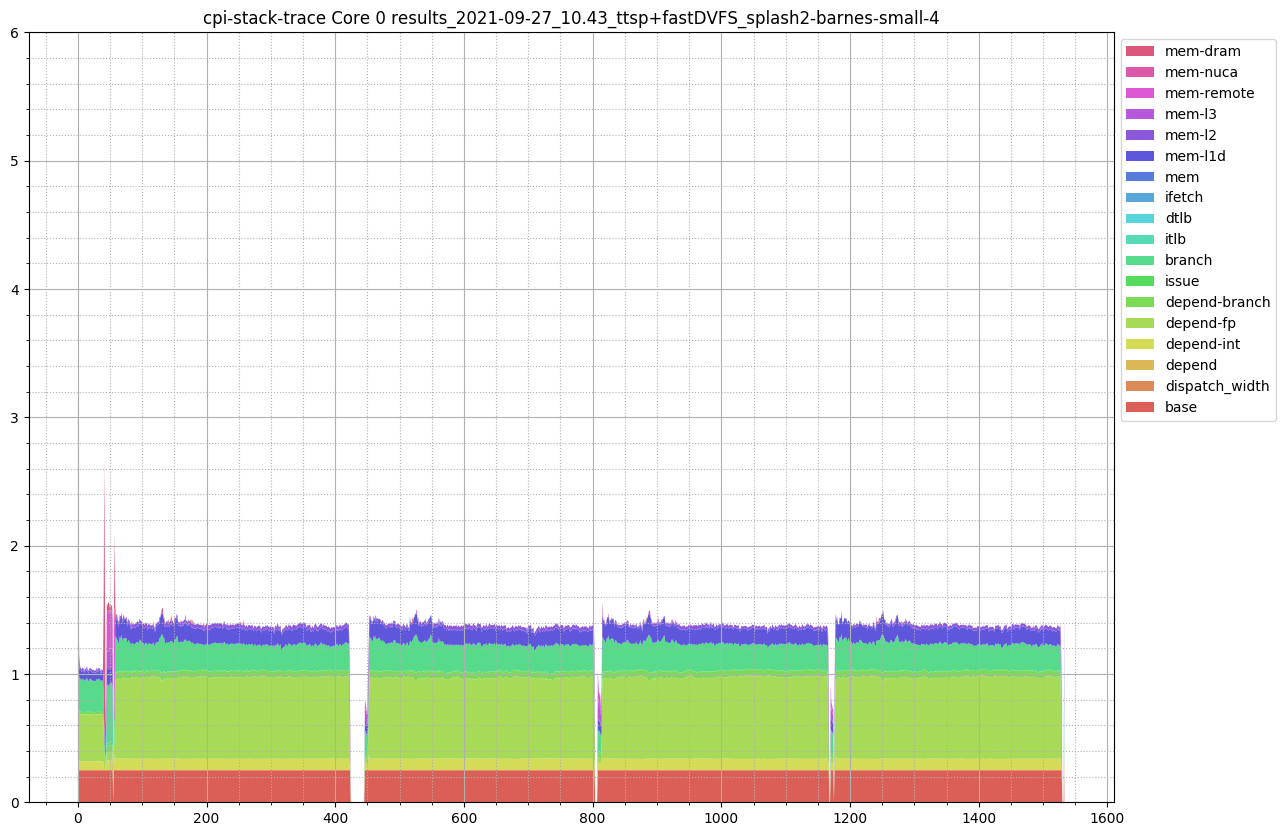 cpi-stack-trace Core 0 results_2021-09-27_10.43_ttsp+fastDVFS_splash2-barnes-small-4
6
5
4
3
2
1
0
0 200 400 600 800 1000 1200 1400 1600
mem-dram
mem-nuca
mem-remote
mem-l3
mem-l2
mem-l1d
mem
ifetch
dtlb
itlb
branch
issue
depend-branch
depend-fp
depend-int
depend
dispatch_width
base